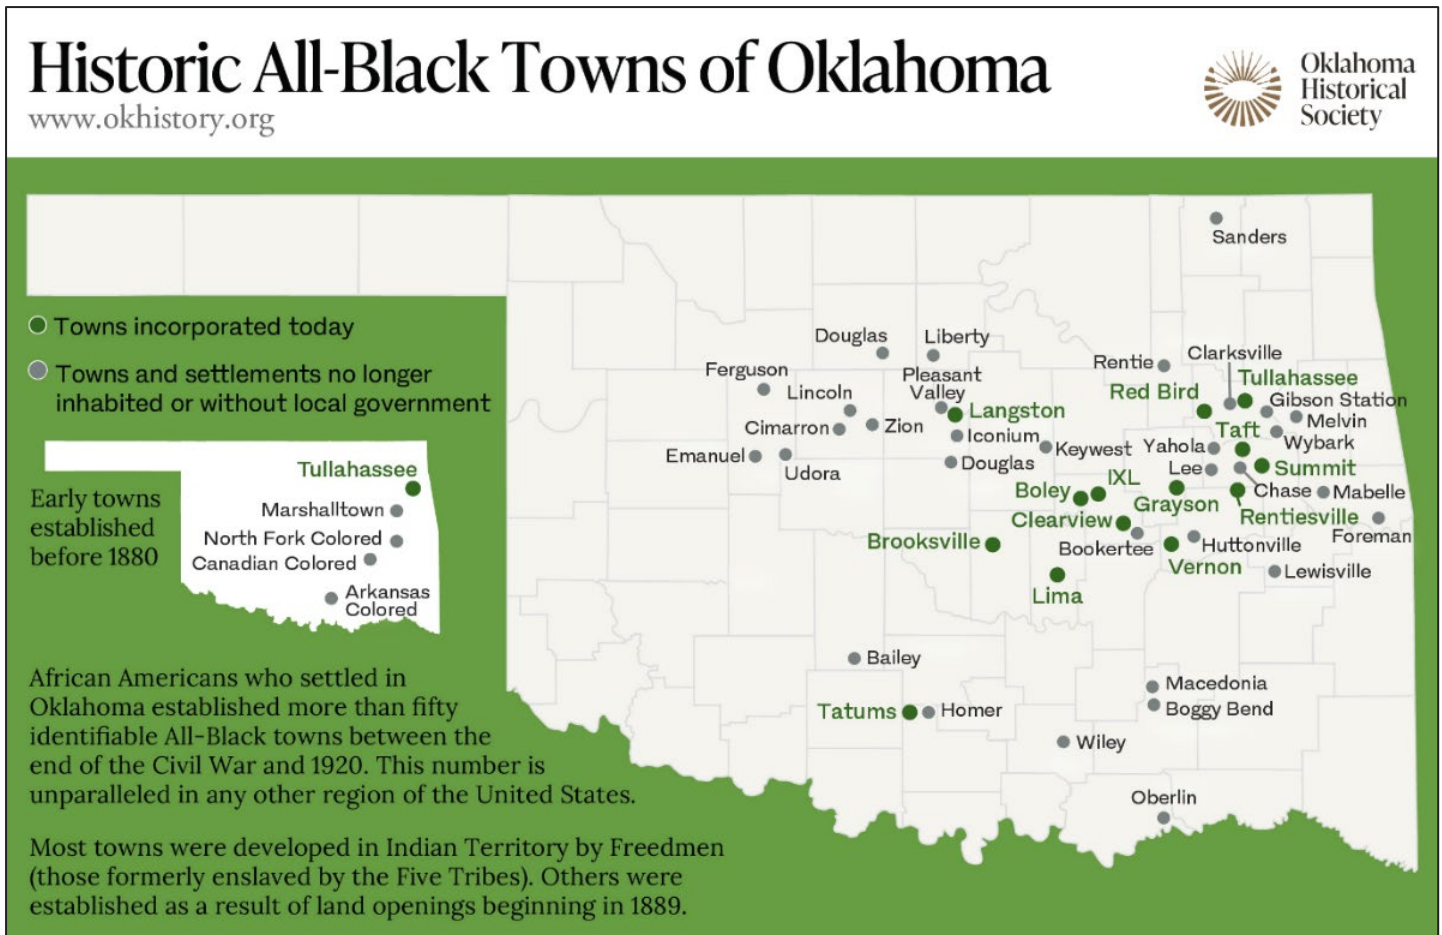 Historic All-Black Towns of Oklahoma
www.okhistory.org
Oklahoma
Historical
Society
Towns incorporated today
Towns and settlements no longer
inhabited or without local government
Early towns
established
before 1880
Tullahassee
Marshalltown
North Fork Colored
Canadian Colored
Arkansas
Colored
African Americans who settled in
Oklahoma established more than fifty
identifiable All-Black towns between the
end of the Civil War and 1920. This number is
unparalleled in any other region of the United States.
Most towns were developed in Indian Territory by Freedmen
(those formerly enslaved by the Five Tribes). Others were
established as a result of land openings beginning in 1889.
Sanders
Douglas
Liberty
Clarksville
Rentie
Ferguson
Pleasant
Valley
Tullahassee
Lincoln
Red Bird
Gibson Station
Langston
Melvin
Cimarron
Zion
Taft
Iconium
Wybark
Keywest
Yahola
Emanuel
Udora
Douglas
Lee
Summit
IXL
Boley
Chase
Mabelle
Grayson
Clearview
Rentiesville
Foreman
Brooksville
Bookertee
Huttonville
Vernon
Lewisville
Lima
Bailey
Macedonia
Tatums
Homer
Boggy Bend
Wiley
Oberlin